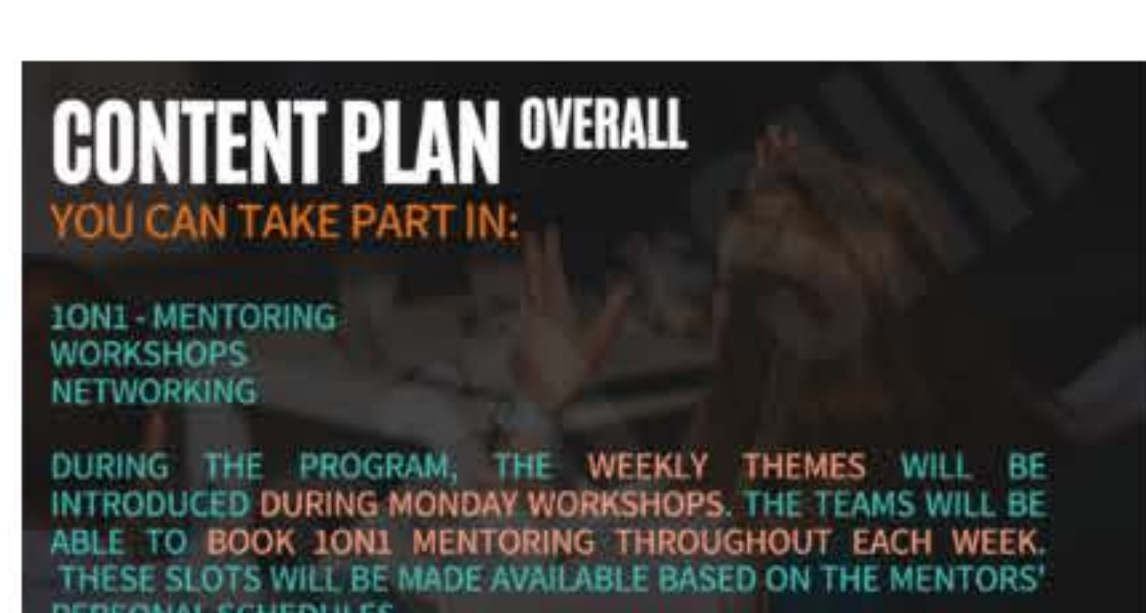 CONTENT PLAN OVERALL
YOU CAN TAKE PART IN:
1ON1 - MENTORING
WORKSHOPS
NETWORKING
DURING THE PROGRAM, THE WEEKLY THEMES WILL BE
INTRODUCED DURING MONDAY WORKSHOPS. THE TEAMS WILL BE
ABLE TO BOOK 1ON1 MENTORING THROUGHOUT EACH WEEK.
THESE SLOTS WILL BE MADE AVAILABLE BASED ON THE MENTORS'
PERSONAL SCHEDULES